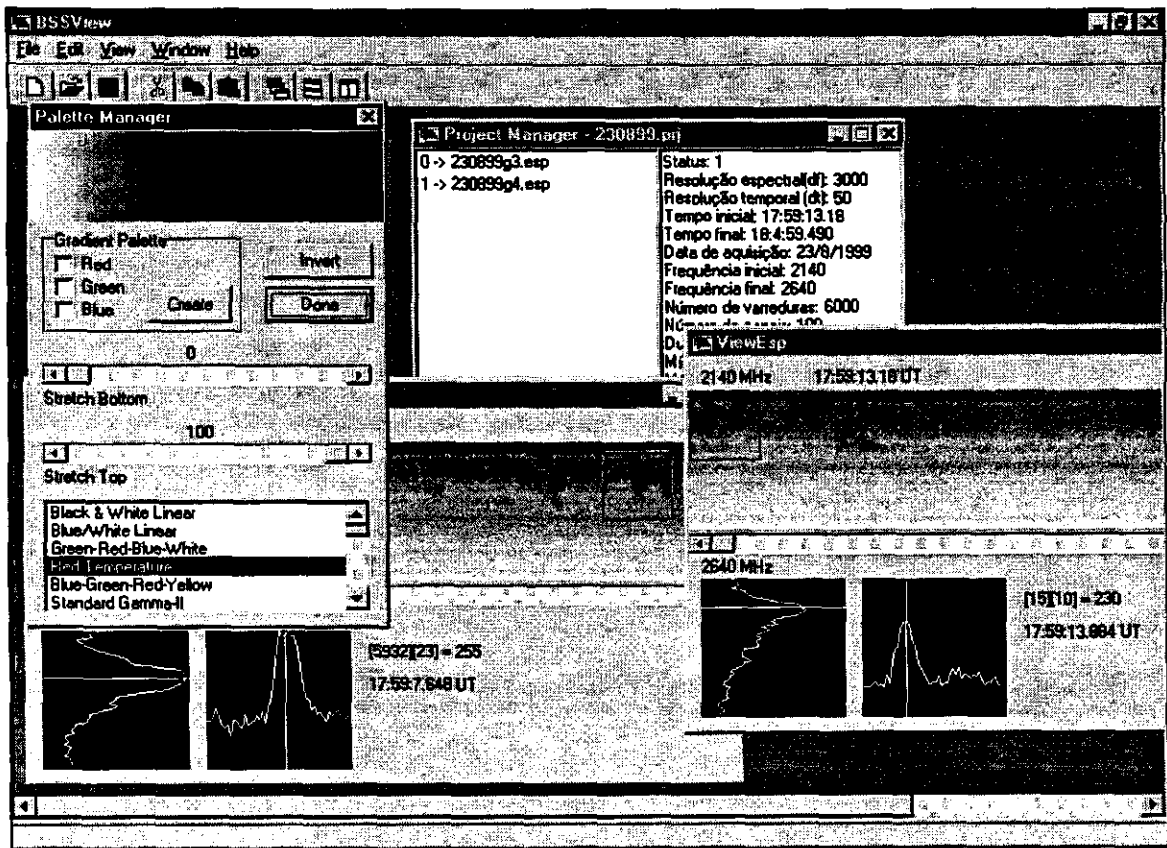 BSSView
File Edit View Window Help
Palette Manager
Gradient Palette
Red
Green
Blue
Create
Invert
Done
0
Stretch Bottom
100
Stretch Top
Black & White Linear
Blue/White Linear
Green-Red-Blue-White
Red Temperature
Blue-Green-Red-Yellow
Standard Gamma-II
Project Manager - 230899.prj
0 -> 230899g3.esp
1 -> 230899g4.esp
Status: 1
Resolução espectral(df): 3000
Resolução temporal (dt): 50
Tempo inicial: 17:59:13.18
Tempo final: 18:4:59.490
Data de aquisição: 23/8/1999
Frequência inicial: 2140
Frequência final: 2640
Número de varreduras: 6000
Número de canais: 100
ViewEsp
2140 MHz 17:59:13.18 UT
2640 MHz
[15][10] = 230
17:59:13.884 UT
[5932][23] = 255
17:59:7.648 UT